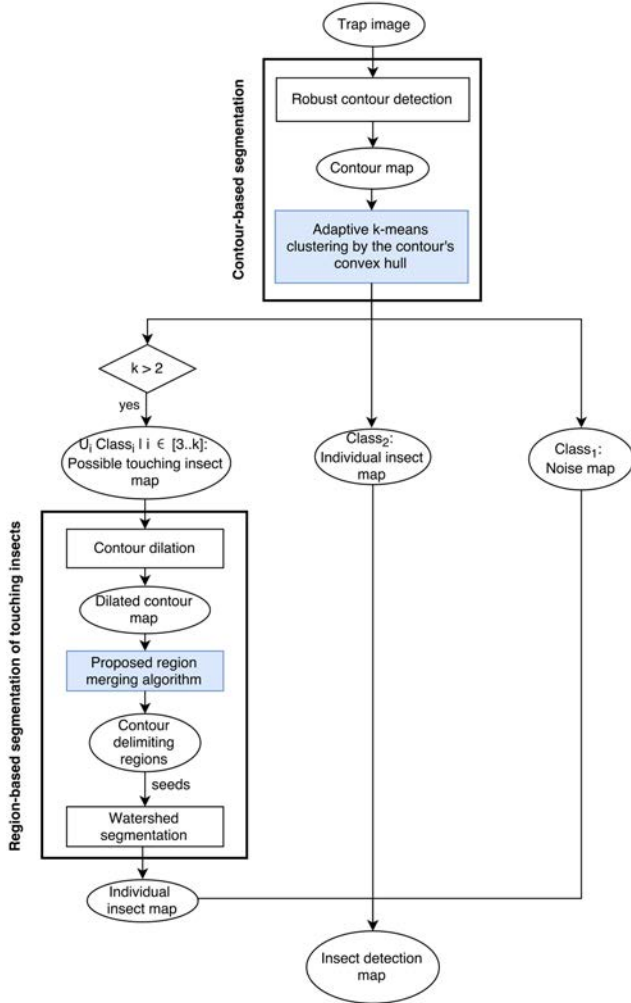 Trap image
Contour-based segmentation
Robust contour detection
Contour map
Adaptive k-means
clustering by the contour's
convex hull
k > 2
yes
U_i Class_i | i ∈ [3..k]:
Possible touching insect
map
Class_2:
Individual insect
map
Class_1:
Noise map
Region-based segmentation of touching insects
Contour dilation
Dilated contour
map
Proposed region
merging algorithm
Contour
delimiting
regions
seeds
Watershed
segmentation
Individual
insect map
Insect detection
map